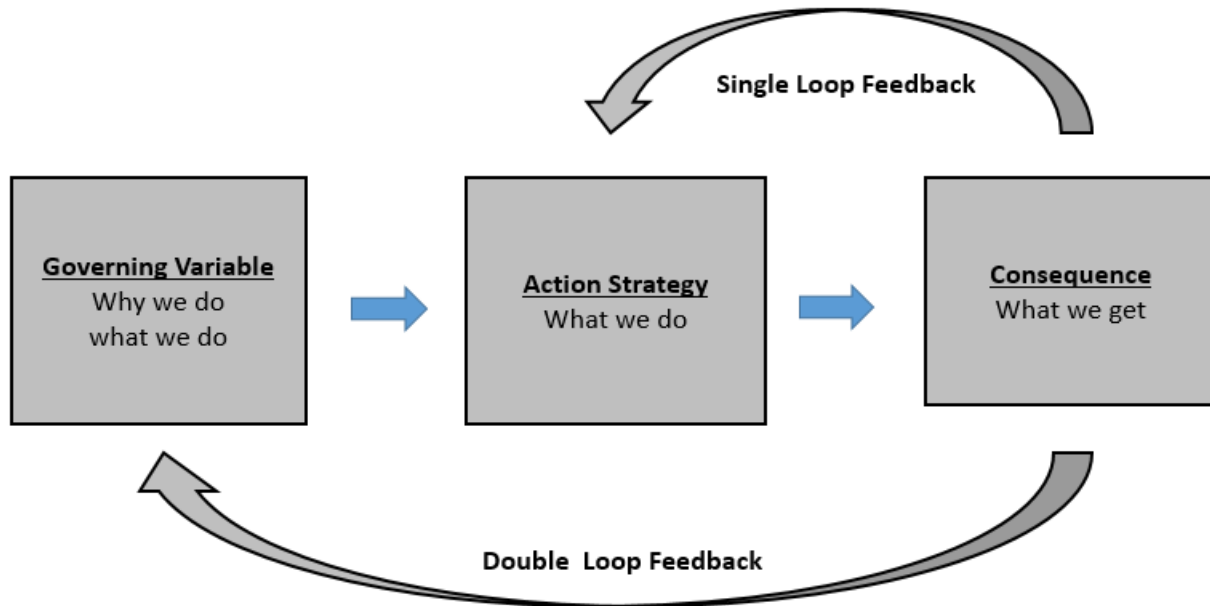 Single Loop Feedback
Governing Variable
Why we do
what we do
Action Strategy
What we do
Consequence
What we get
Double  Loop Feedback